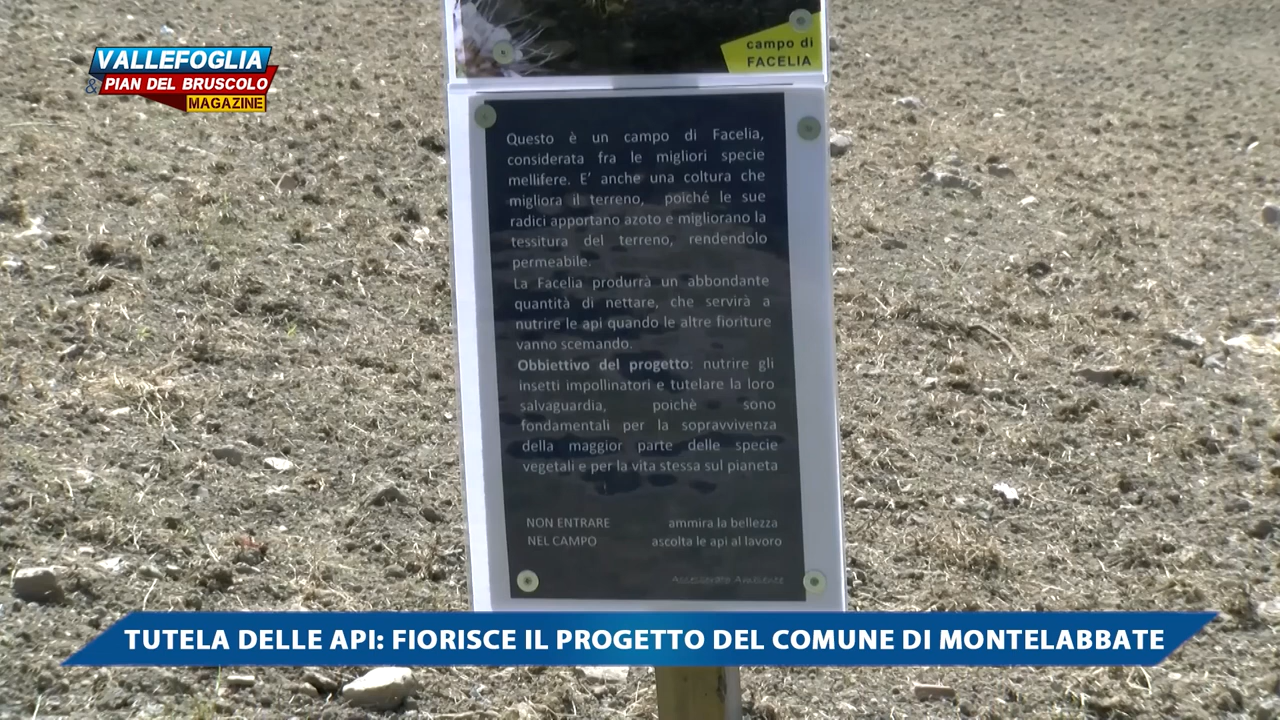 VALLEFOGLIA
& PIAN DEL BRUSCOLO
MAGAZINE
campo di
FACELIA
Questo è un campo di Facelia,
considerata fra le migliori specie
mellifere. E' anche una coltura che
migliora il terreno, poiché le sue
radici apportano azoto e migliorano la
tessitura del terreno, rendendolo
permeabile.
La Facelia produrrà un abbondante
quantità di nettare, che servirà a
nutrire le api quando le altre fioriture
vanno scemando.
Obbiettivo del progetto: nutrire gli
insetti impollinatori e tutelare la loro
salvaguardia, poichè sono
fondamentali per la sopravvivenza
della maggior parte delle specie
vegetali e per la vita stessa sul pianeta
NON ENTRARE ammira la bellezza
NEL CAMPO ascolta le api al lavoro
Assessorato Ambiente
TUTELA DELLE API: FIORISCE IL PROGETTO DEL COMUNE DI MONTELABBATE